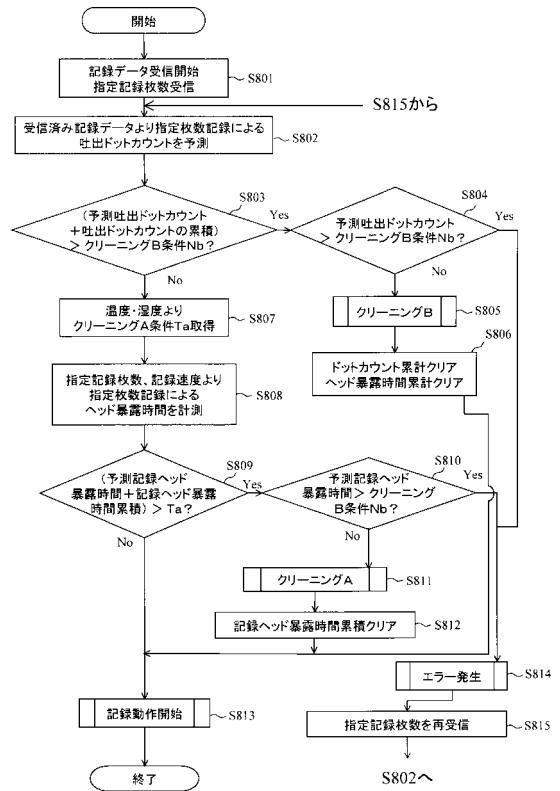 開始
記録データ受信開始
指定記録枚数受信
S801
S815から
受信済み記録データより指定枚数記録による
吐出ドットカウントを予測
S802
S803
(予測吐出ドットカウント
+吐出ドットカウントの累積)
> クリーニングB条件Nb?
Yes
No
S804
予測吐出ドットカウント
> クリーニングB条件Nb?
Yes
No
クリーニングB
S805
S806
ドットカウント累計クリア
ヘッド暴露時間累計クリア
温度・湿度より
クリーニングA条件Ta取得
S807
指定記録枚数、記録速度より
指定枚数記録による
ヘッド暴露時間を計測
S808
S809
(予測記録ヘッド
暴露時間+記録ヘッド暴露
時間累積) > Ta?
Yes
No
S810
予測記録ヘッド
暴露時間> クリーニング
B条件Nb?
Yes
No
クリーニングA
S811
記録ヘッド暴露時間累積クリア
S812
エラー発生
S814
記録動作開始
S813
指定記録枚数を再受信
S815
終了
S802へ